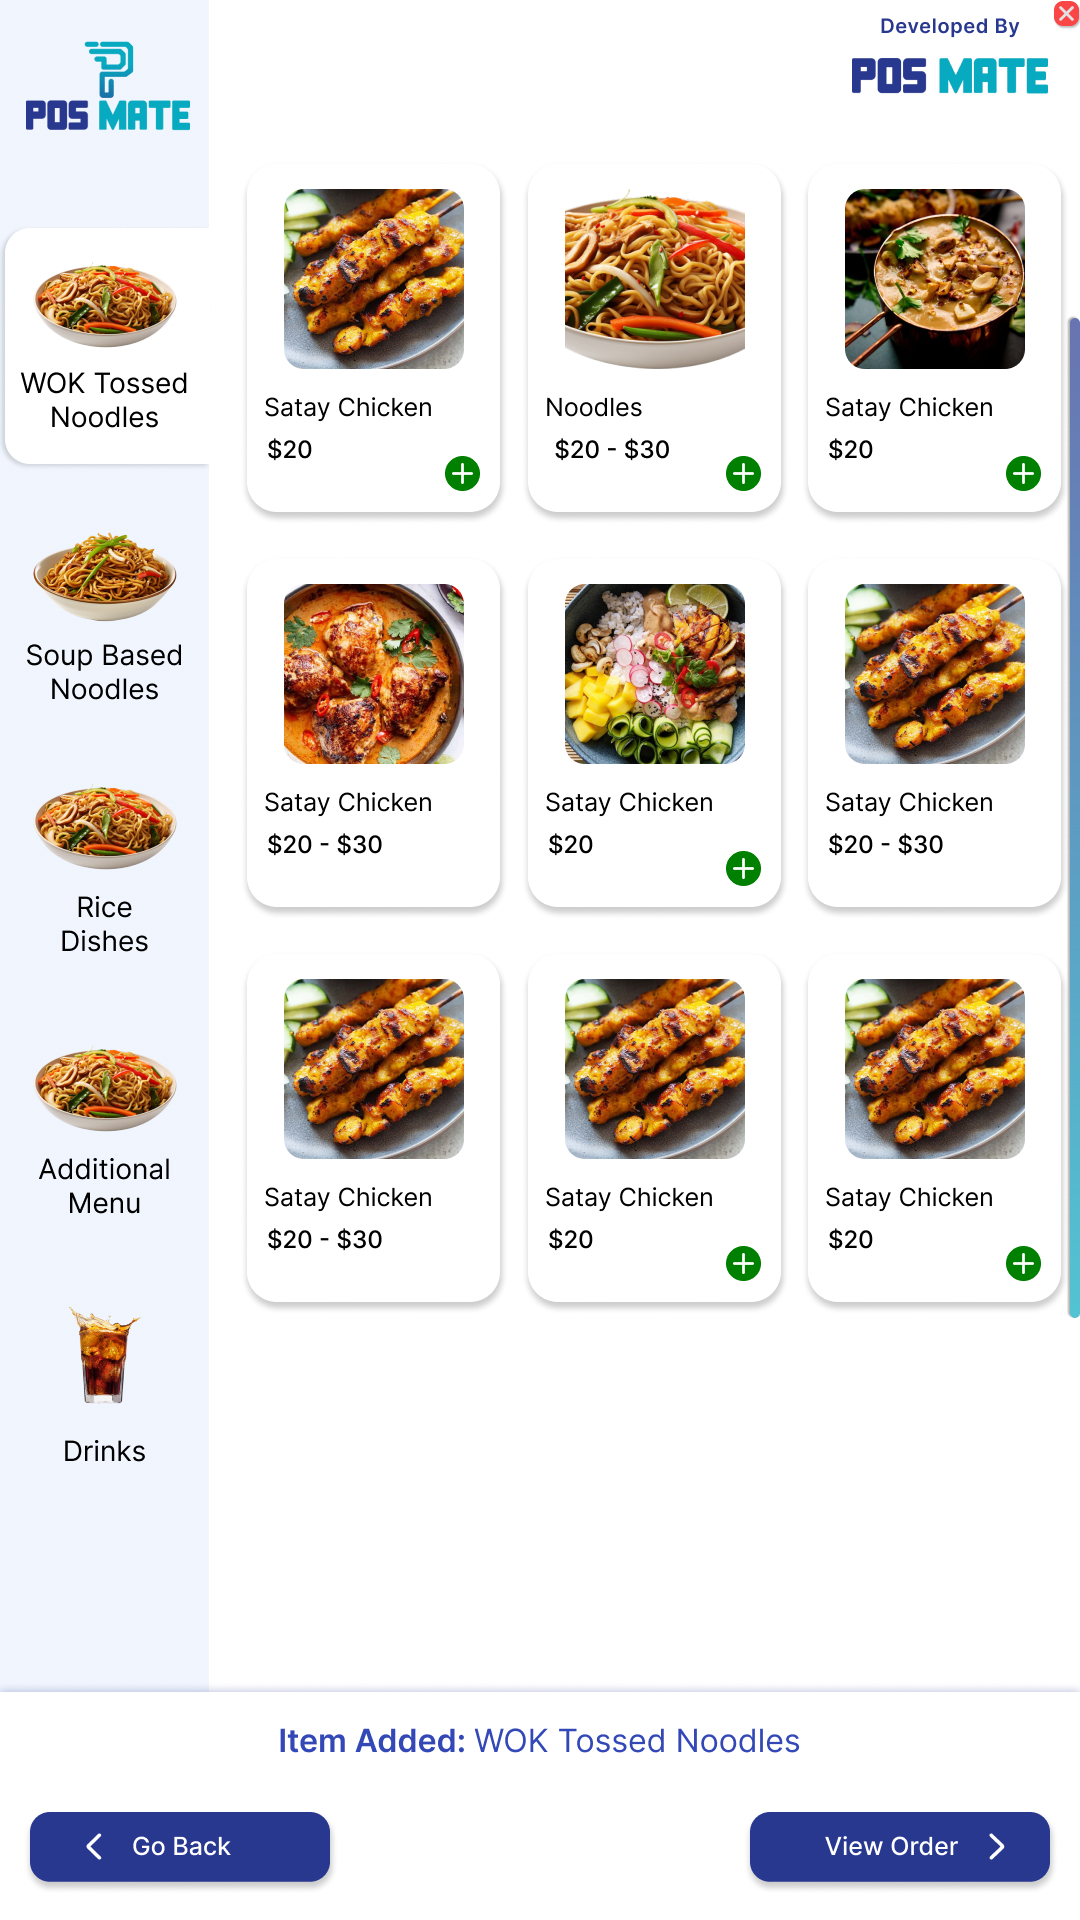 POS MATE
Developed By
POS MATE
WOK Tossed
Noodles
Soup Based
Noodles
Rice
Dishes
Additional
Menu
Drinks
Satay Chicken
$20
Noodles
$20 - $30
Satay Chicken
$20
Satay Chicken
$20 - $30
Satay Chicken
$20
Satay Chicken
$20 - $30
Satay Chicken
$20 - $30
Satay Chicken
$20
Satay Chicken
$20
Item Added: WOK Tossed Noodles
Go Back
View Order